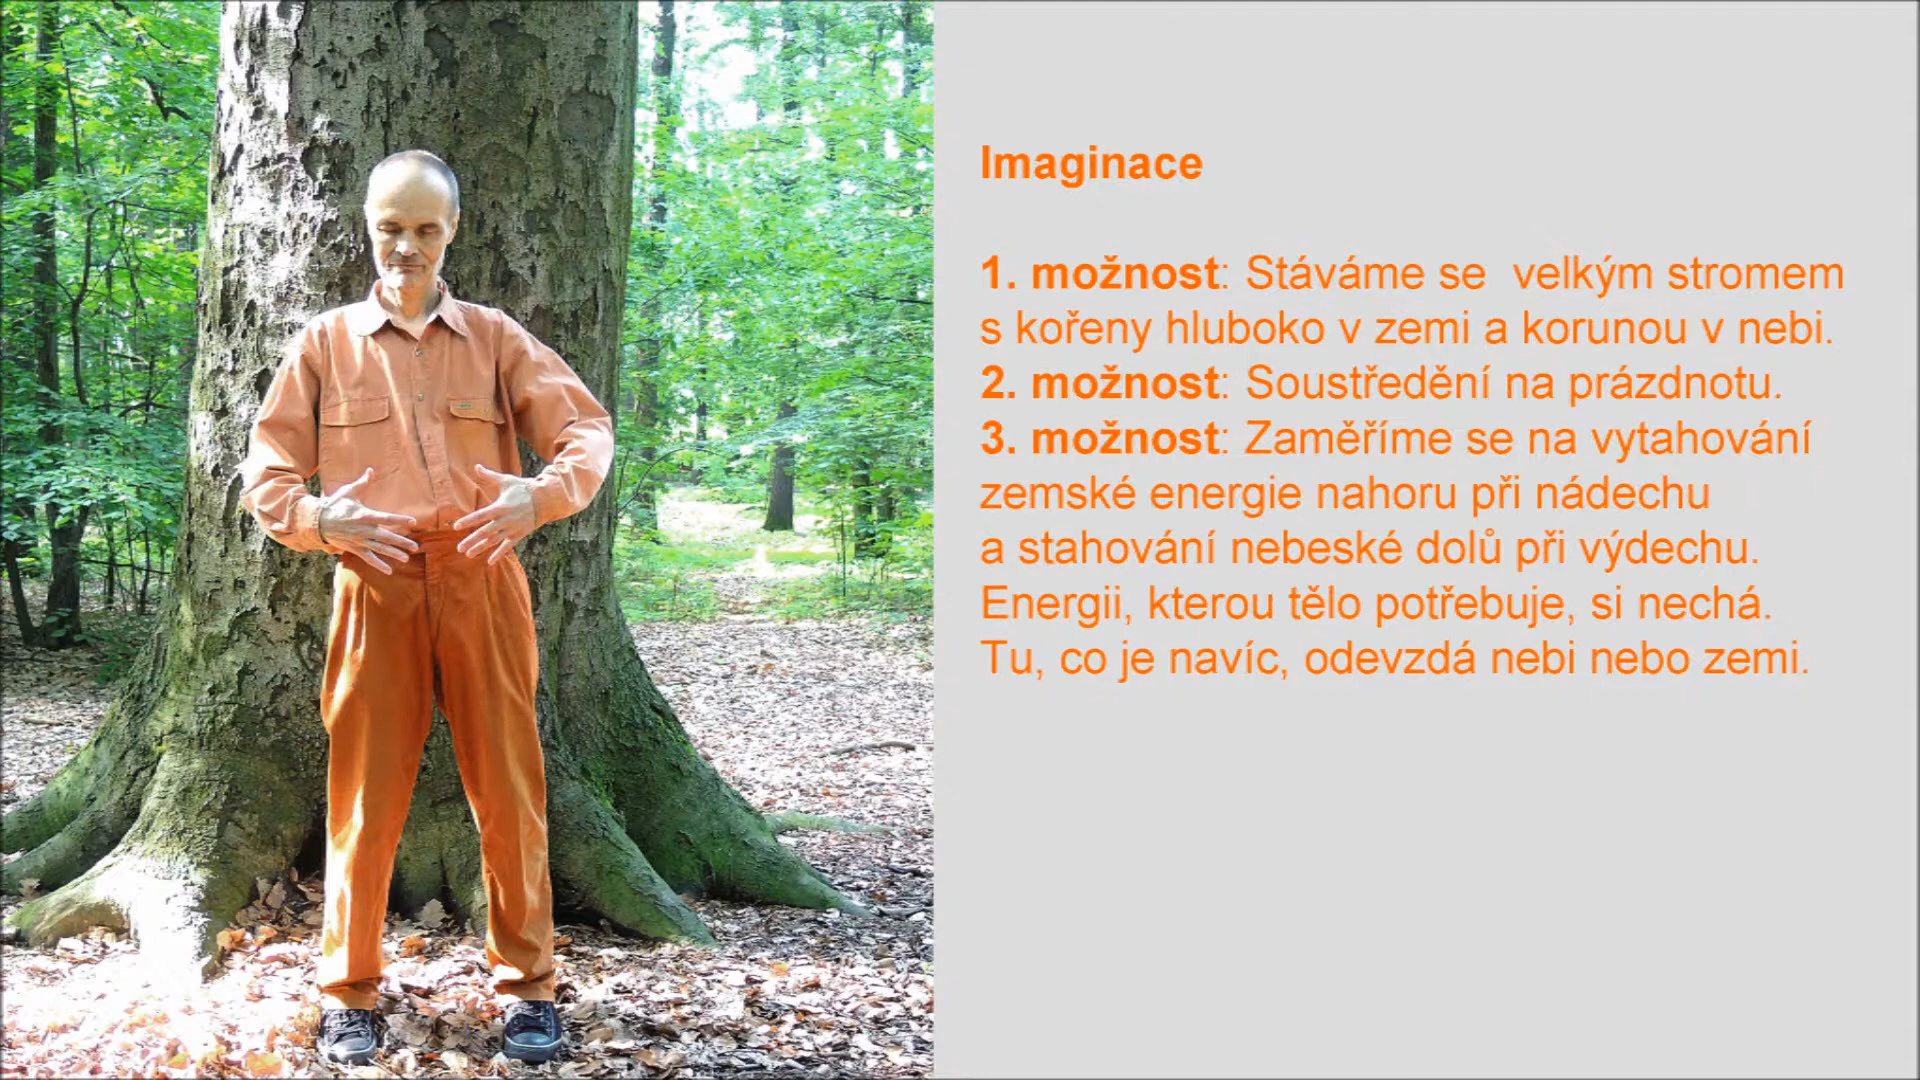 Imaginace
1. možnost: Stáváme se  velkým stromem
s kořeny hluboko v zemi a korunou v nebi.
2. možnost: Soustředění na prázdnotu.
3. možnost: Zaměříme se na vytahování
zemské energie nahoru při nádechu
a stahování nebeské dolů při výdechu.
Energii, kterou tělo potřebuje, si nechá.
Tu, co je navíc, odevzdá nebi nebo zemi.